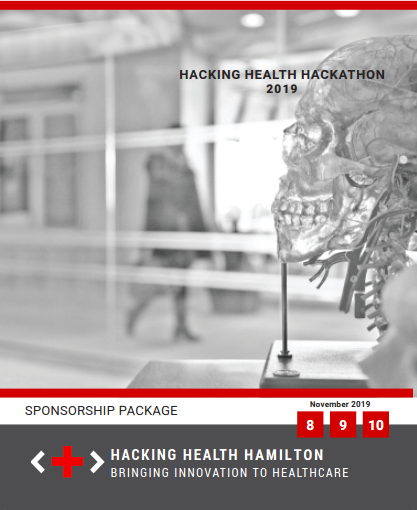 HACKING HEALTH HACKATHON
2019
SPONSORSHIP PACKAGE
November 2019
8 9 10
HACKING HEALTH HAMILTON
BRINGING INNOVATION TO HEALTHCARE